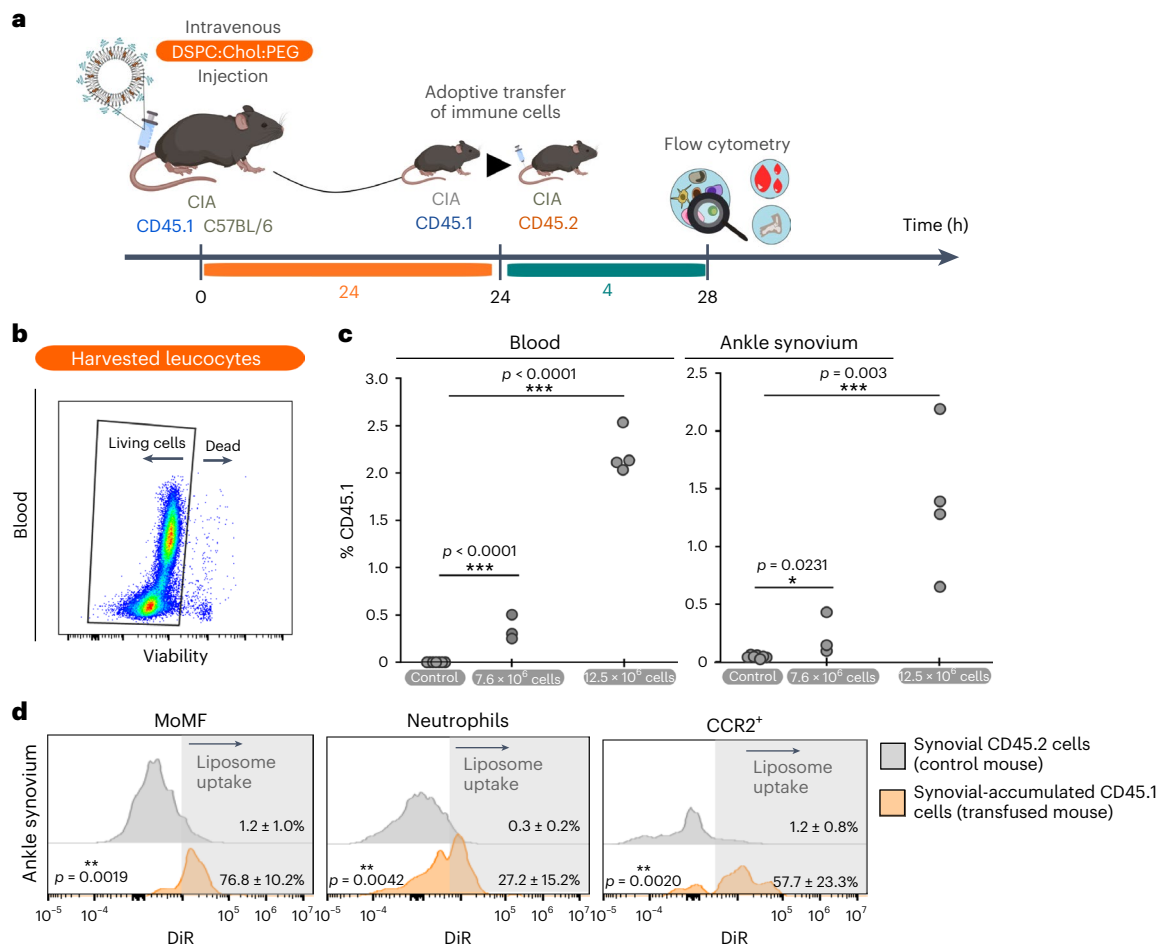 a
Intravenous
DSPC:Chol:PEG
Injection
Adoptive transfer
of immune cells
Flow cytometry
CIA
CD45.1 C57BL/6
CIA
CD45.1
CIA
CD45.2
Time (h)
24
4
0
24
28
b
Harvested leucocytes
Blood
Living cells
Dead
Viability
c
Blood
Ankle synovium
% CD45.1
3.0
2.5
2.0
1.5
1.0
0.5
0
p < 0.0001
***
p < 0.0001
***
Control
7.6 × 10⁶ cells
12.5 × 10⁶ cells
2.5
2.0
1.5
1.0
0.5
0
p = 0.003
***
p = 0.0231
*
Control
7.6 × 10⁶ cells
12.5 × 10⁶ cells
d
Ankle synovium
MoMF
Liposome
uptake
1.2 ± 1.0%
**
p = 0.0019
76.8 ± 10.2%
10⁻⁵ 10⁻⁴ 10⁵ 10⁶ 10⁷
DiR
Neutrophils
Liposome
uptake
0.3 ± 0.2%
**
p = 0.0042
27.2 ± 15.2%
10⁻⁵ 10⁻⁴ 10⁵ 10⁶ 10⁷
DiR
CCR2⁺
Liposome
uptake
1.2 ± 0.8%
**
p = 0.0020
57.7 ± 23.3%
10⁻⁵ 10⁻⁴ 10⁵ 10⁶ 10⁷
DiR
Synovial CD45.2 cells
(control mouse)
Synovial-accumulated CD45.1
cells (transfused mouse)